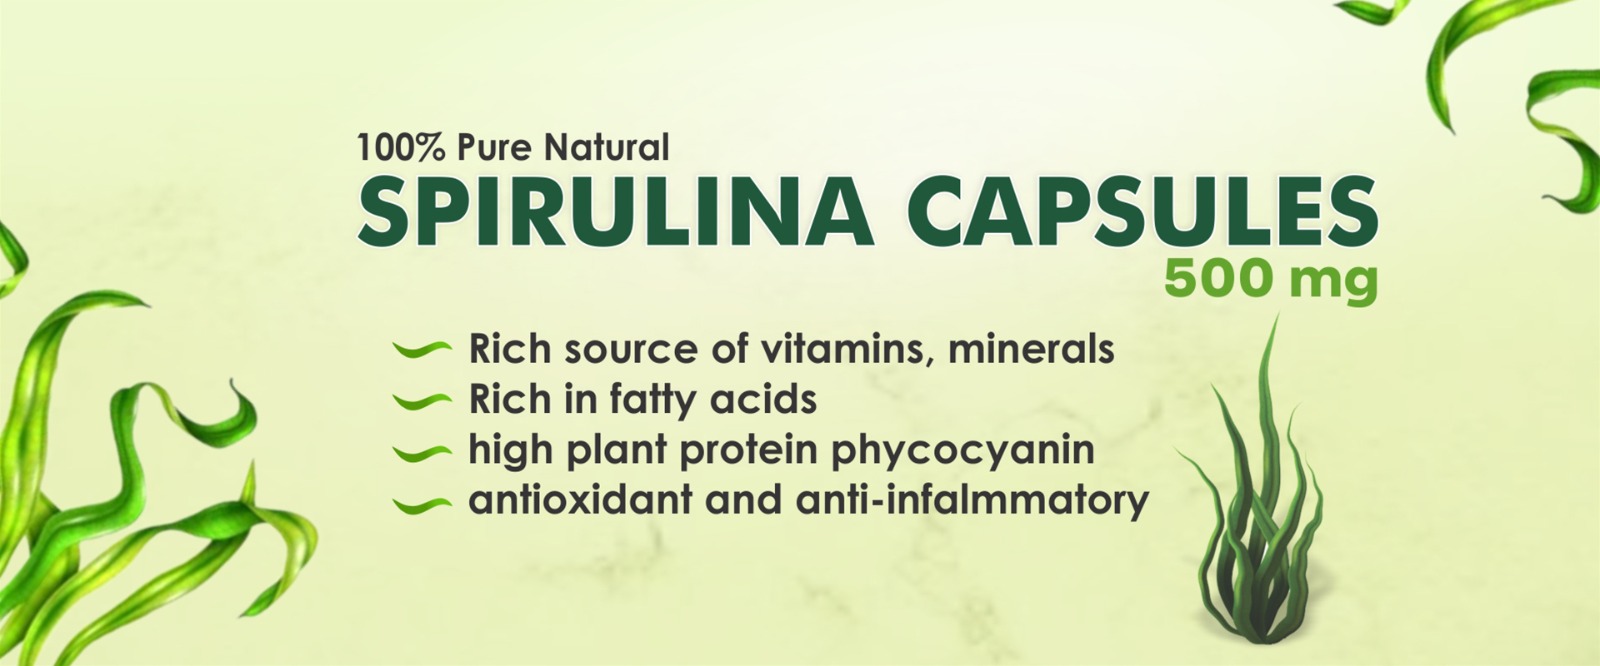 100% Pure Natural
SPIRULINA CAPSULES
500 mg
Rich source of vitamins, minerals
Rich in fatty acids
high plant protein phycocyanin
antioxidant and anti-infalmmatory